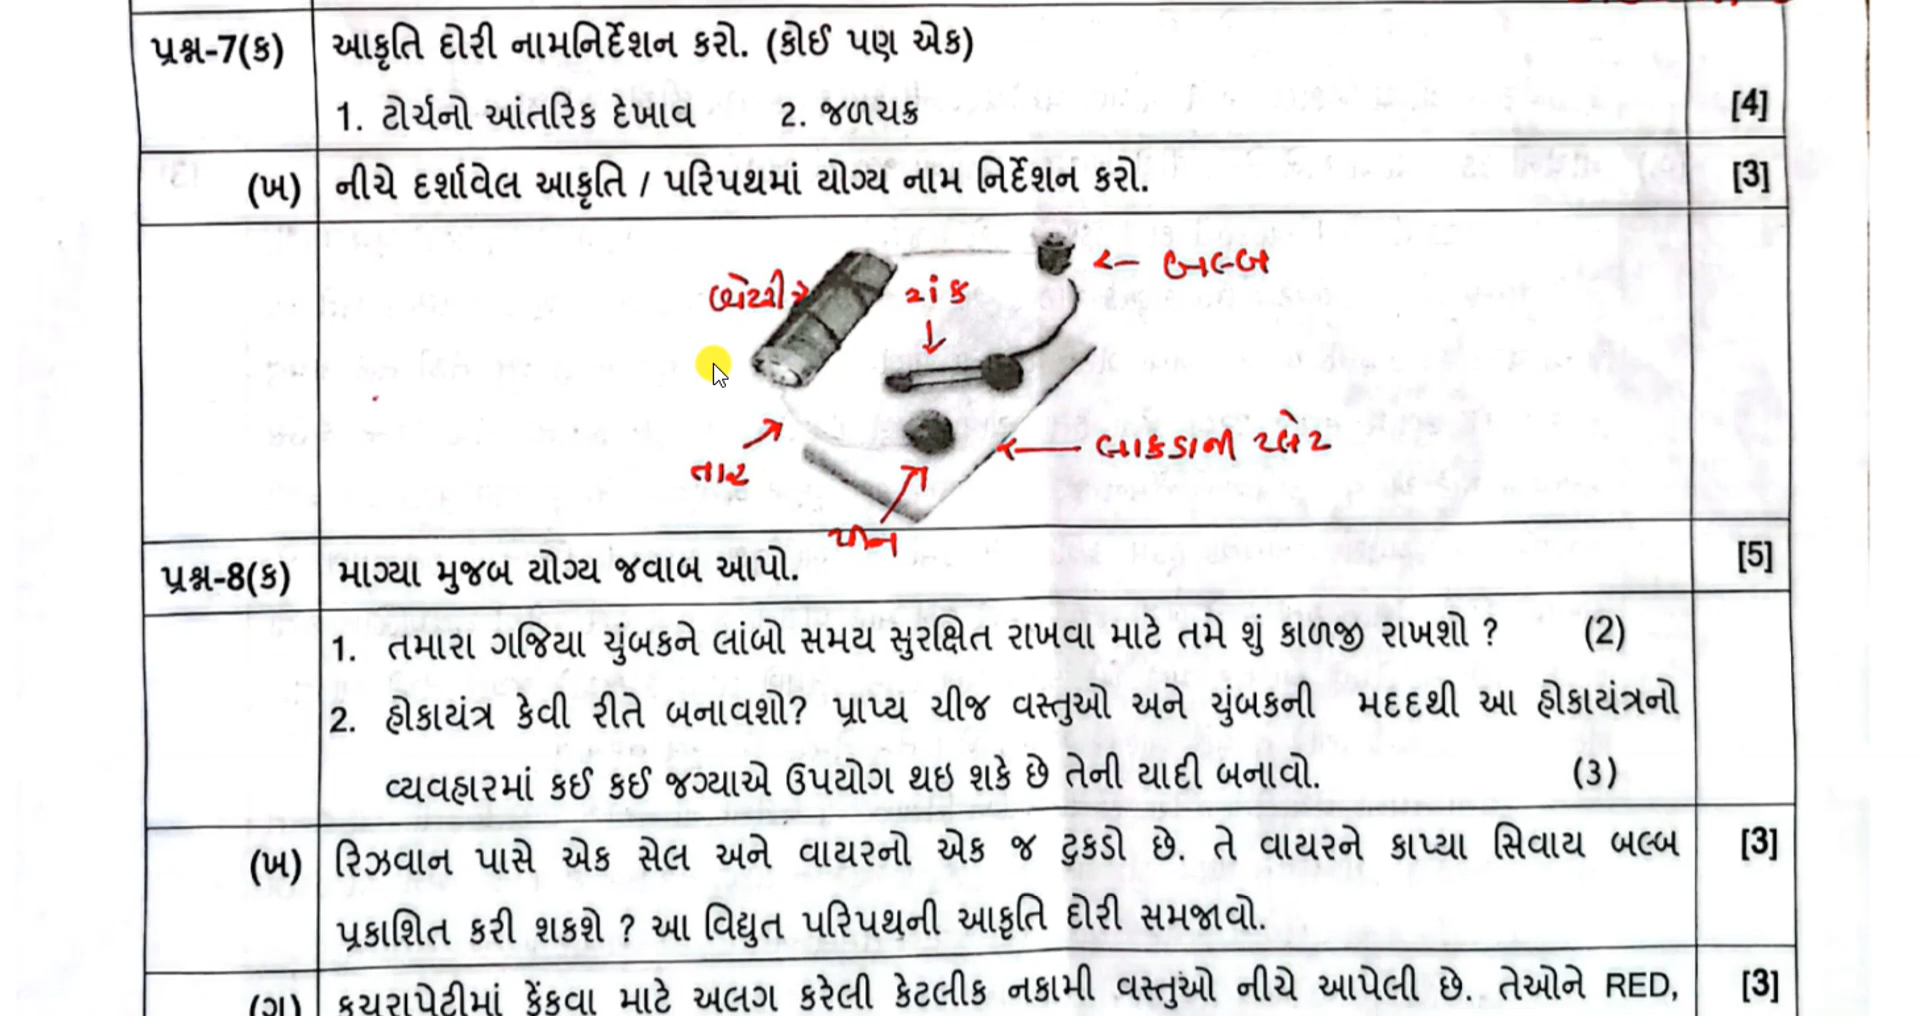 પ્રશ્ન-7(ક) આકૃતિ દોરી નામનિર્દેશન કરો. (કોઈ પણ એક)
1. ટોર્ચનો આંતરિક દેખાવ 2. જળચક્ર [4]
(ખ) નીચે દર્શાવેલ આકૃતિ / પરિપથમાં યોગ્ય નામ નિર્દેશન કરો. [3]
બલ્બ
બેટરી ટાંક
લાકડાની પ્લેટ
તાર
પીન
પ્રશ્ન-8(ક) માગ્યા મુજબ યોગ્ય જવાબ આપો. [5]
1. તમારા ગજિયા ચુંબકને લાંબો સમય સુરક્ષિત રાખવા માટે તમે શું કાળજી રાખશો ? (2)
2. હોકાયંત્ર કેવી રીતે બનાવશો? પ્રાપ્ય ચીજ વસ્તુઓ અને ચુંબકની મદદથી આ હોકાયંત્રનો
વ્યવહારમાં કઈ કઈ જગ્યાએ ઉપયોગ થઇ શકે છે તેની યાદી બનાવો. (3)
(ખ) રિઝવાન પાસે એક સેલ અને વાયરનો એક જ ટુકડો છે. તે વાયરને કાપ્યા સિવાય બલ્બ [3]
પ્રકાશિત કરી શકશે ? આ વિદ્યુત પરિપથની આકૃતિ દોરી સમજાવો.
(ગ) કચરાપેટીમાં ફેંકવા માટે અલગ કરેલી કેટલીક નકામી વસ્તુઓ નીચે આપેલી છે. તેઓને RED, [3]